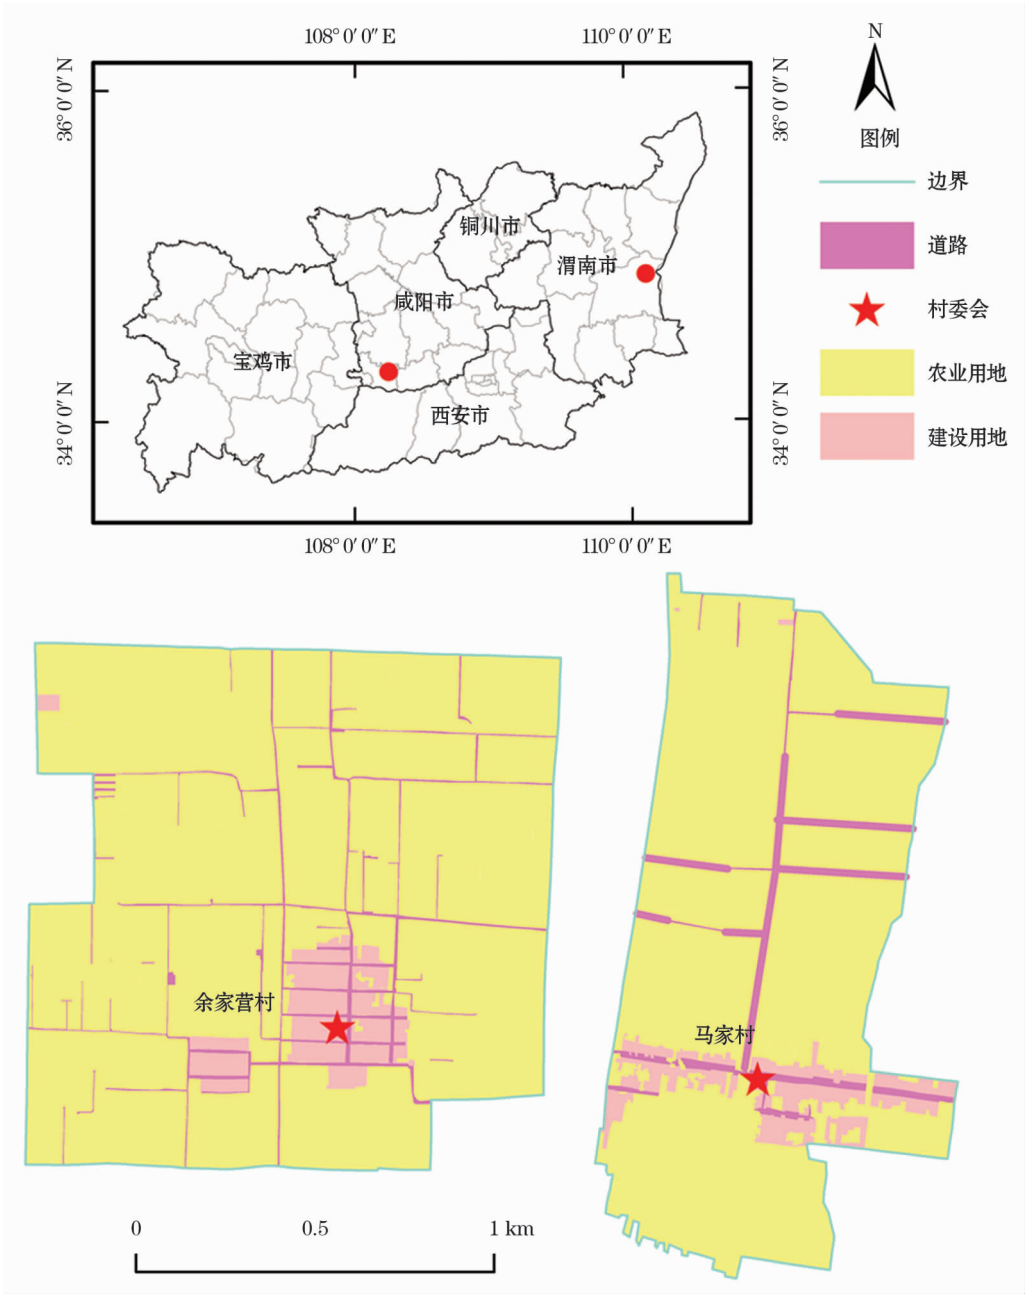 108°0′0″E
110°0′0″E
N
36°0′0″N
36°0′0″N
图例
边界
铜川市
道路
渭南市
咸阳市
村委会
宝鸡市
农业用地
西安市
34°0′0″N
34°0′0″N
建设用地
108°0′0″E
110°0′0″E
余家营村
马家村
0
0.5
1 km